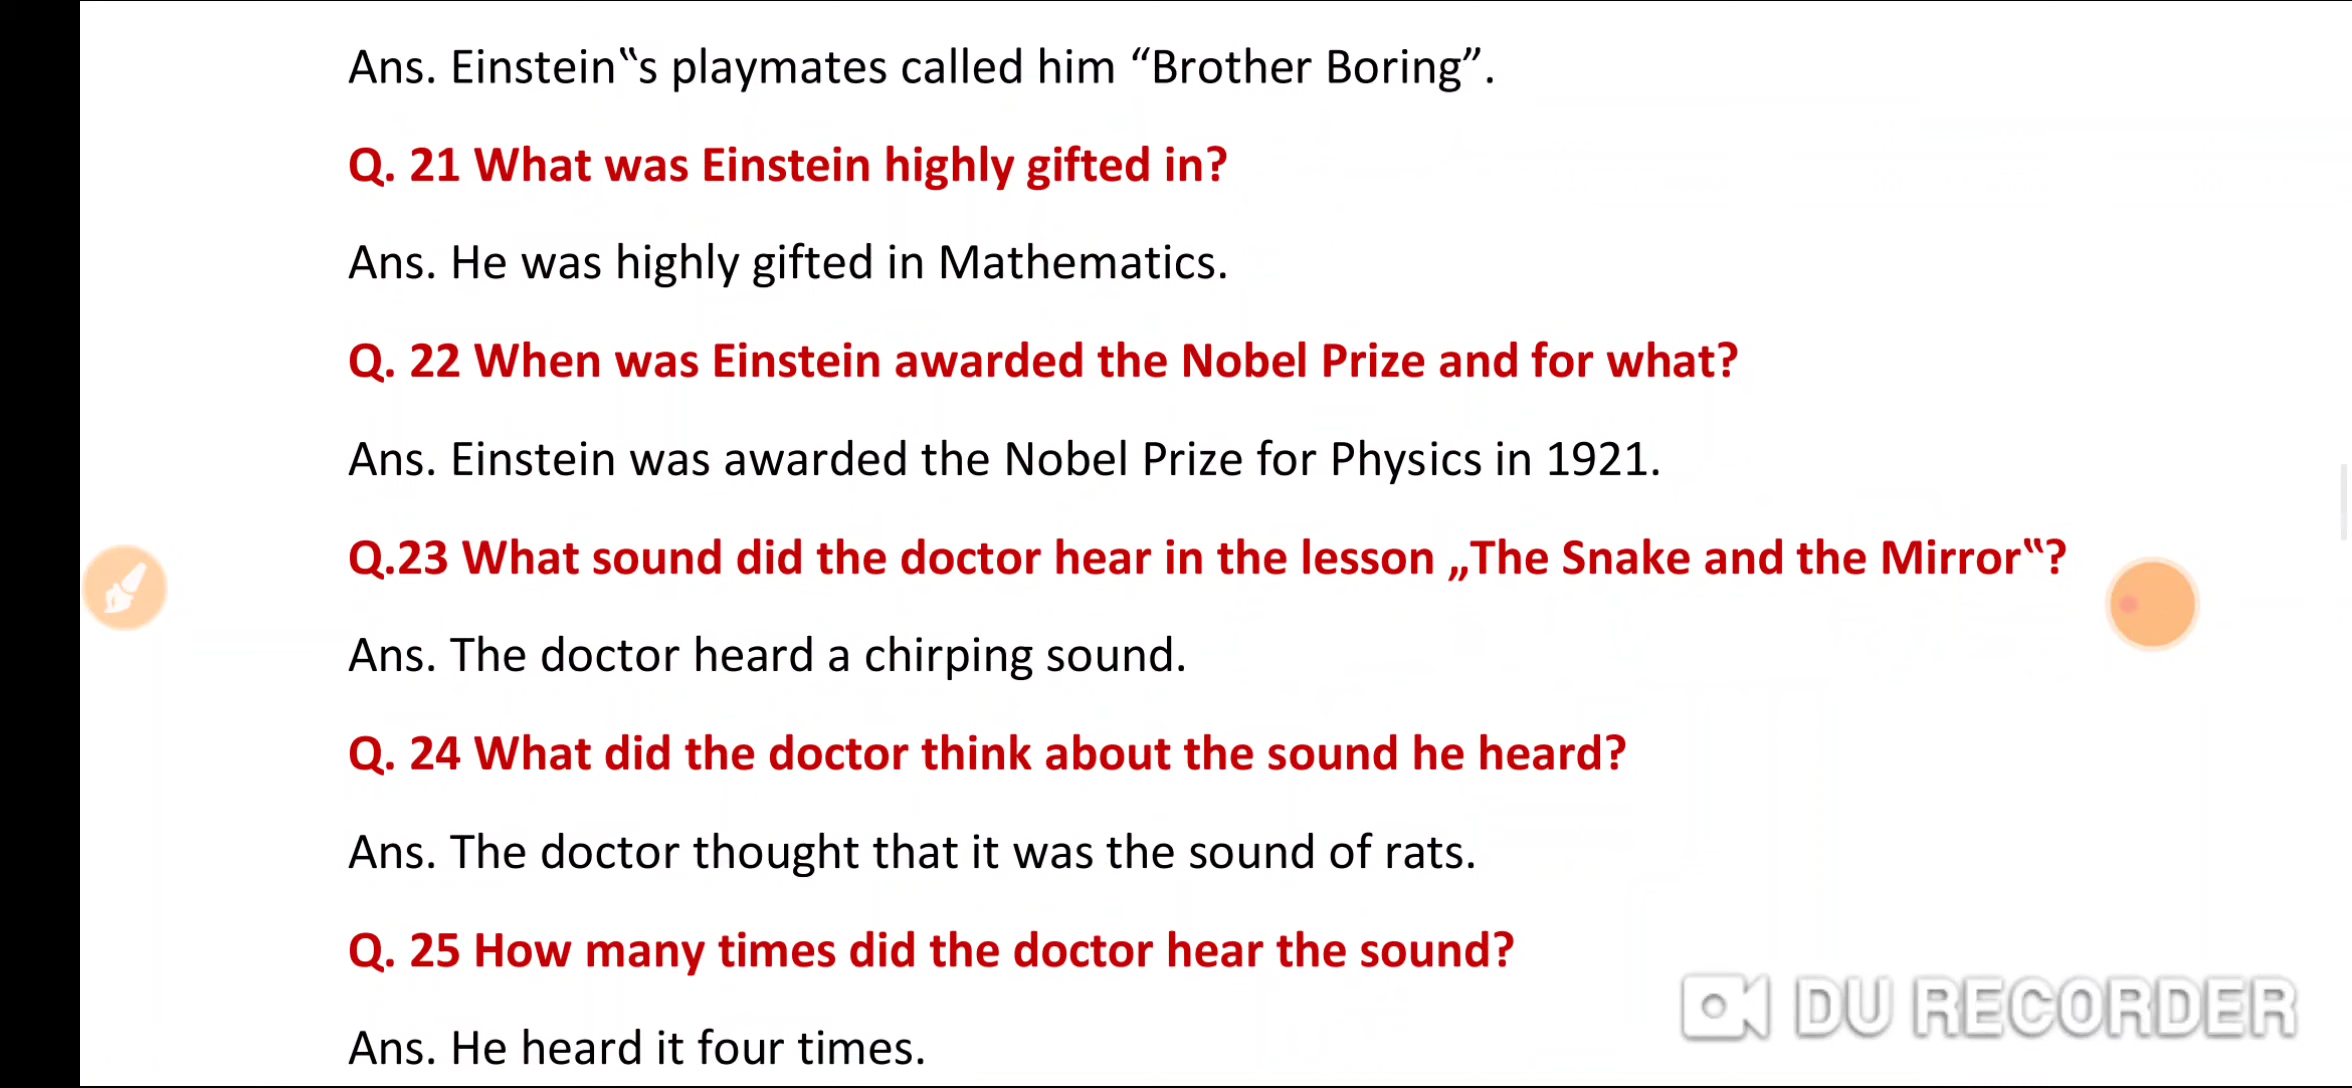 Ans. Einstein‟s playmates called him “Brother Boring”.
Q. 21 What was Einstein highly gifted in?
Ans. He was highly gifted in Mathematics.
Q. 22 When was Einstein awarded the Nobel Prize and for what?
Ans. Einstein was awarded the Nobel Prize for Physics in 1921.
Q.23 What sound did the doctor hear in the lesson „The Snake and the Mirror‟?
Ans. The doctor heard a chirping sound.
Q. 24 What did the doctor think about the sound he heard?
Ans. The doctor thought that it was the sound of rats.
Q. 25 How many times did the doctor hear the sound?
Ans. He heard it four times.
DU RECORDER